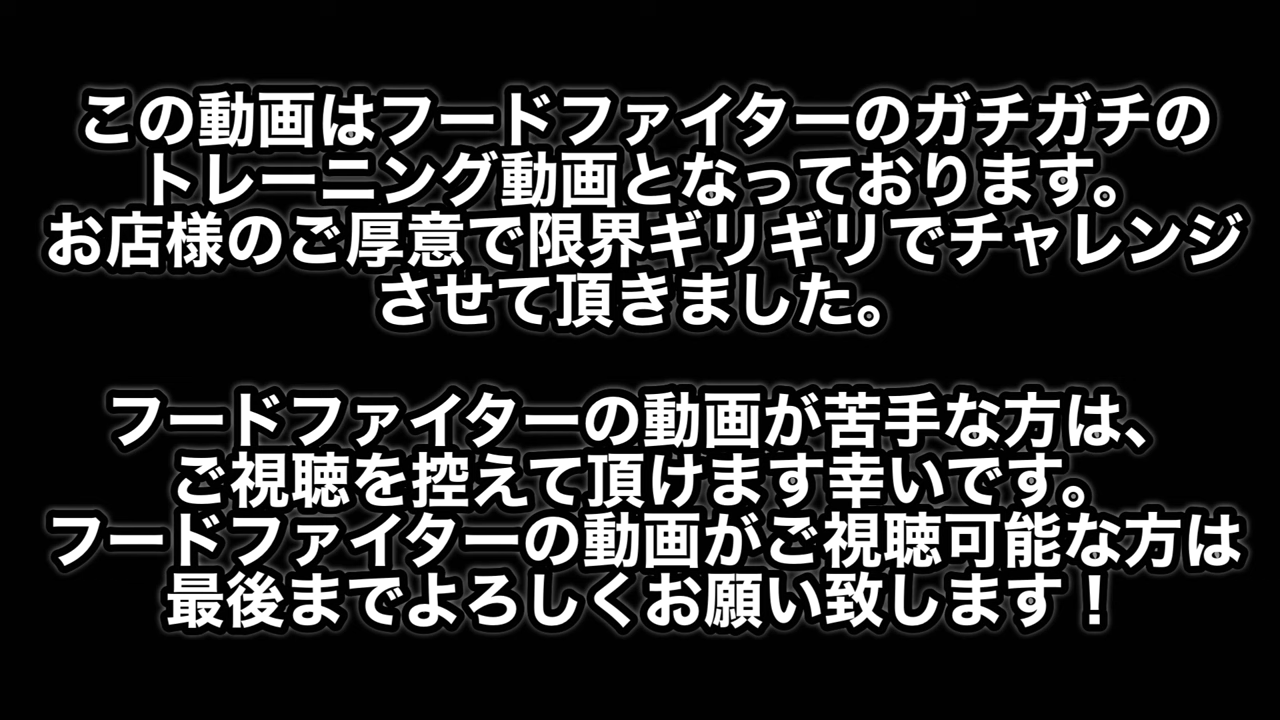 この動画はフードファイターのガチガチの
トレーニング動画となっております。
お店様のご厚意で限界ギリギリでチャレンジ
させて頂きました。
フードファイターの動画が苦手な方は、
ご視聴を控えて頂けます幸いです。
フードファイターの動画がご視聴可能な方は
最後までよろしくお願い致します！